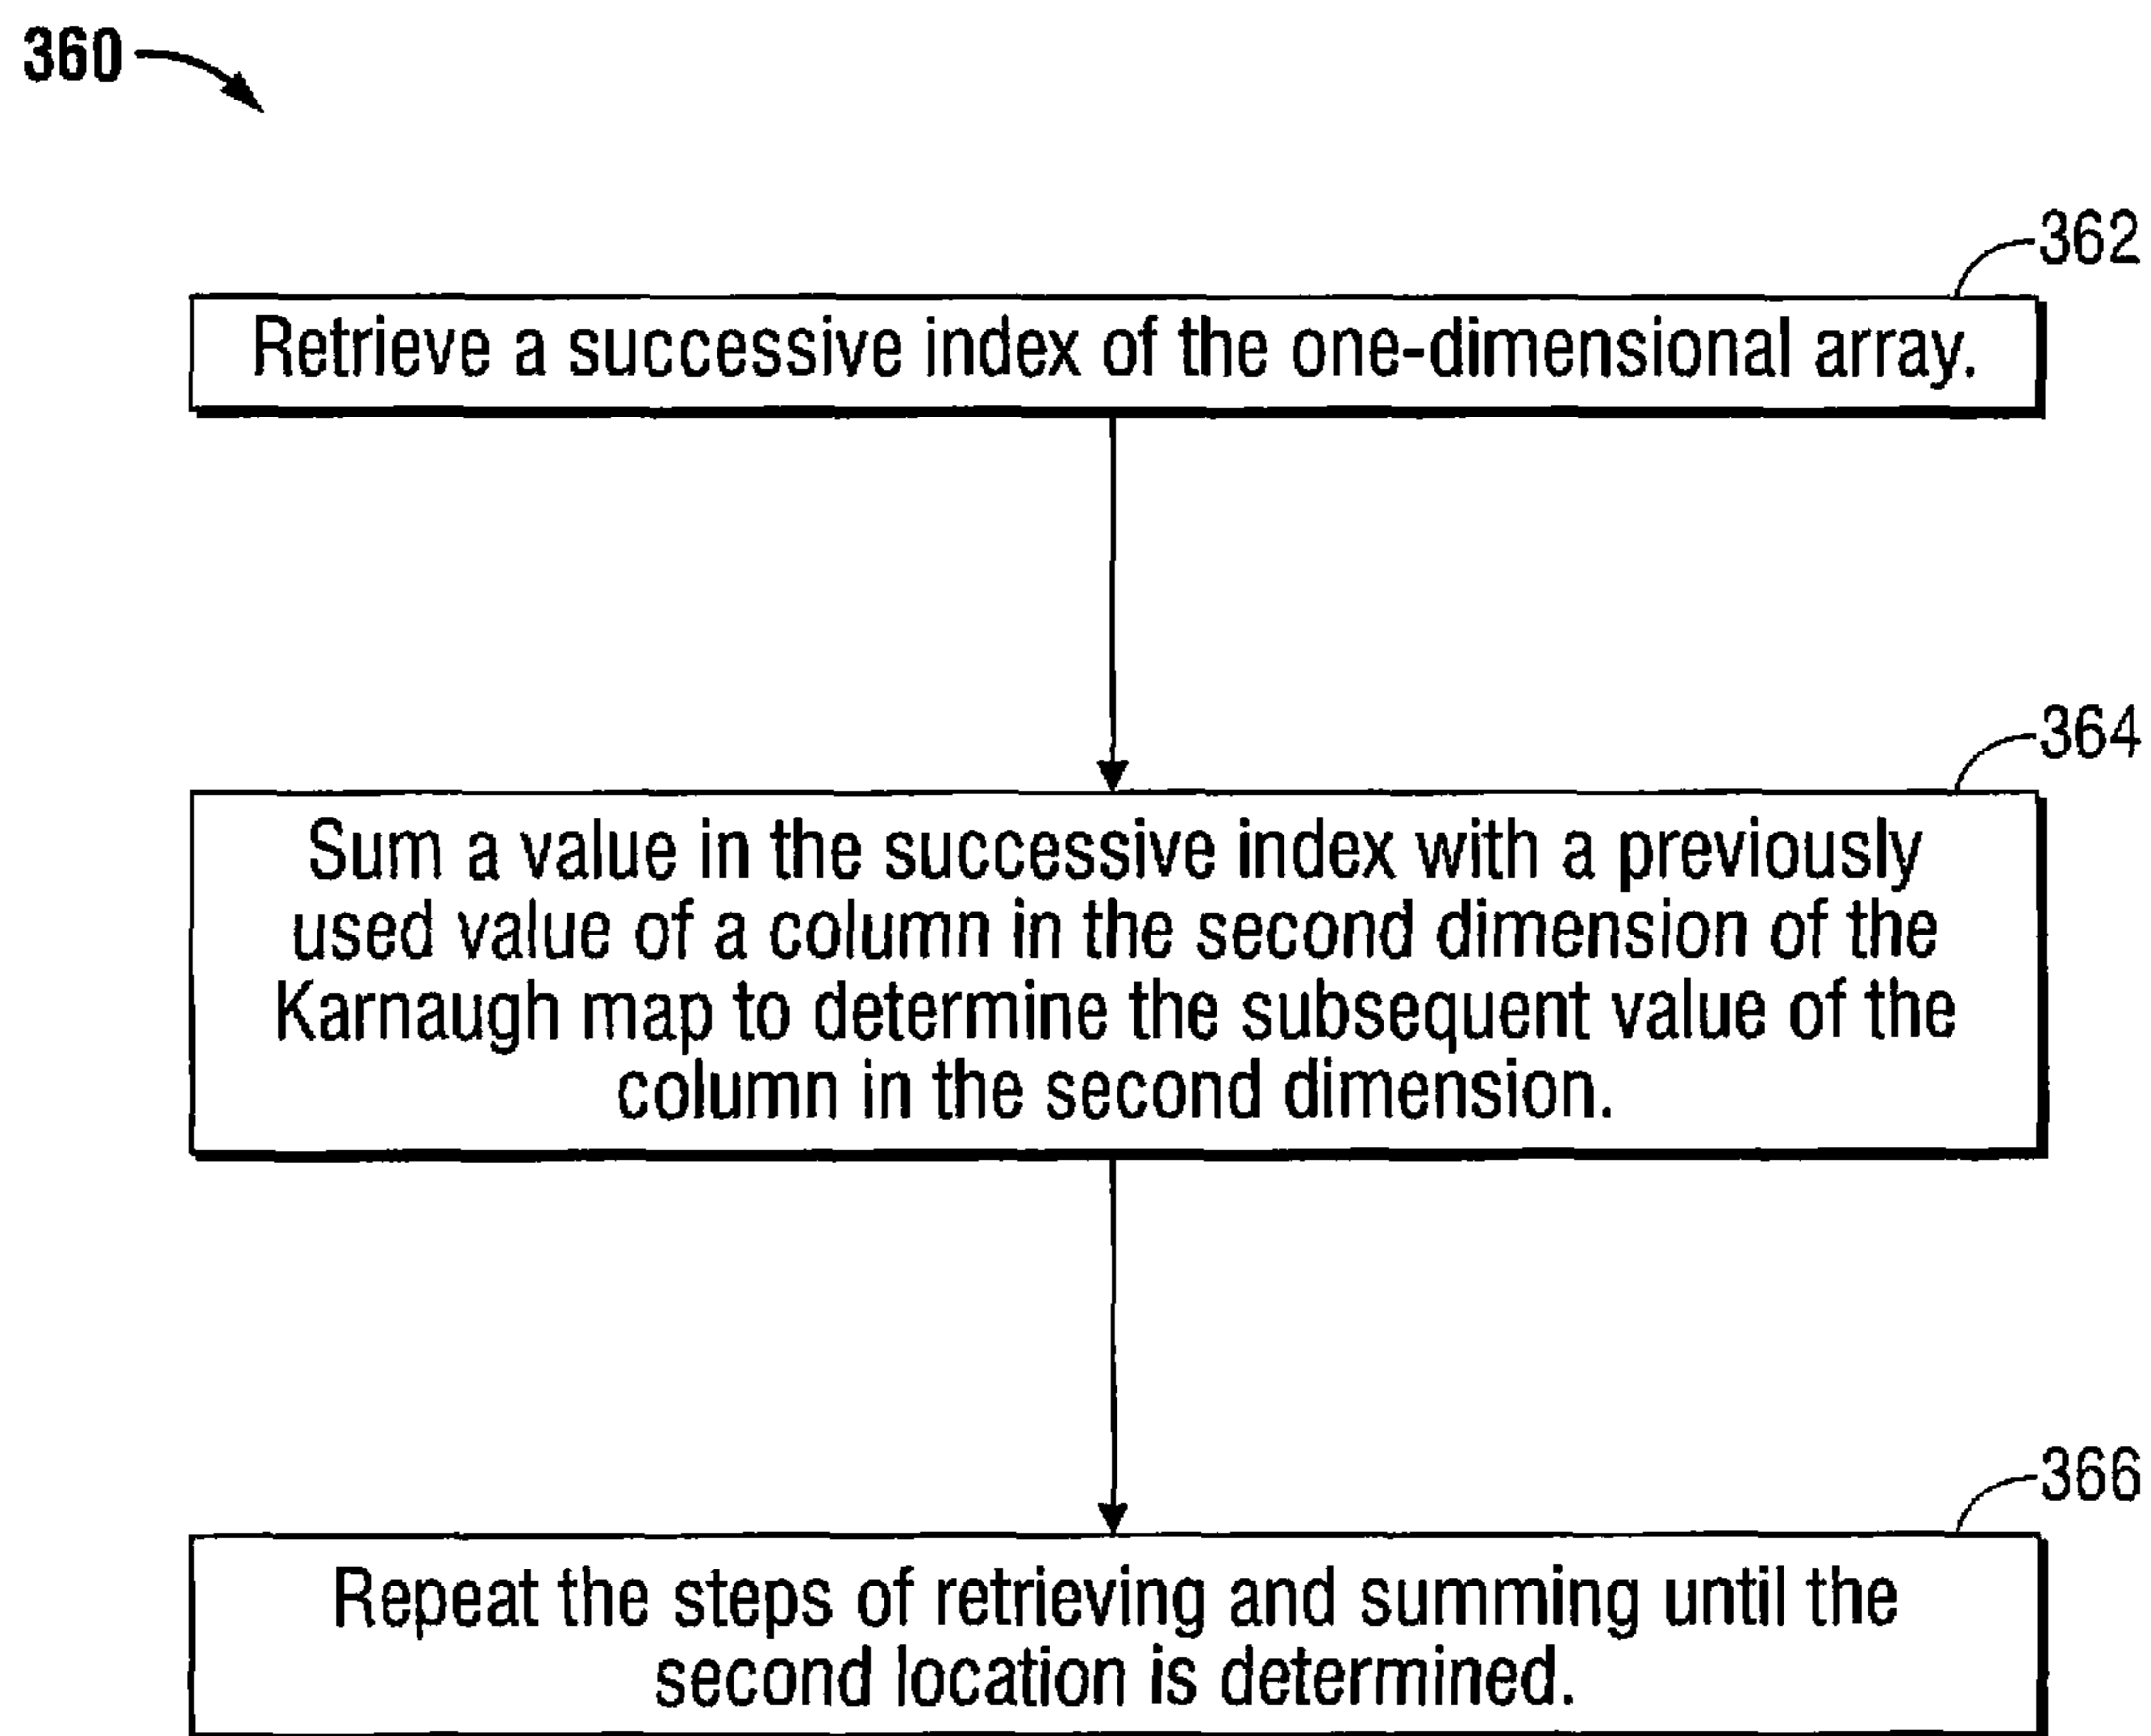 360
362
Retrieve a successive index of the one-dimensional array.
364
Sum a value in the successive index with a previously
used value of a column in the second dimension of the
Karnaugh map to determine the subsequent value of the
column in the second dimension.
366
Repeat the steps of retrieving and summing until the
second location is determined.